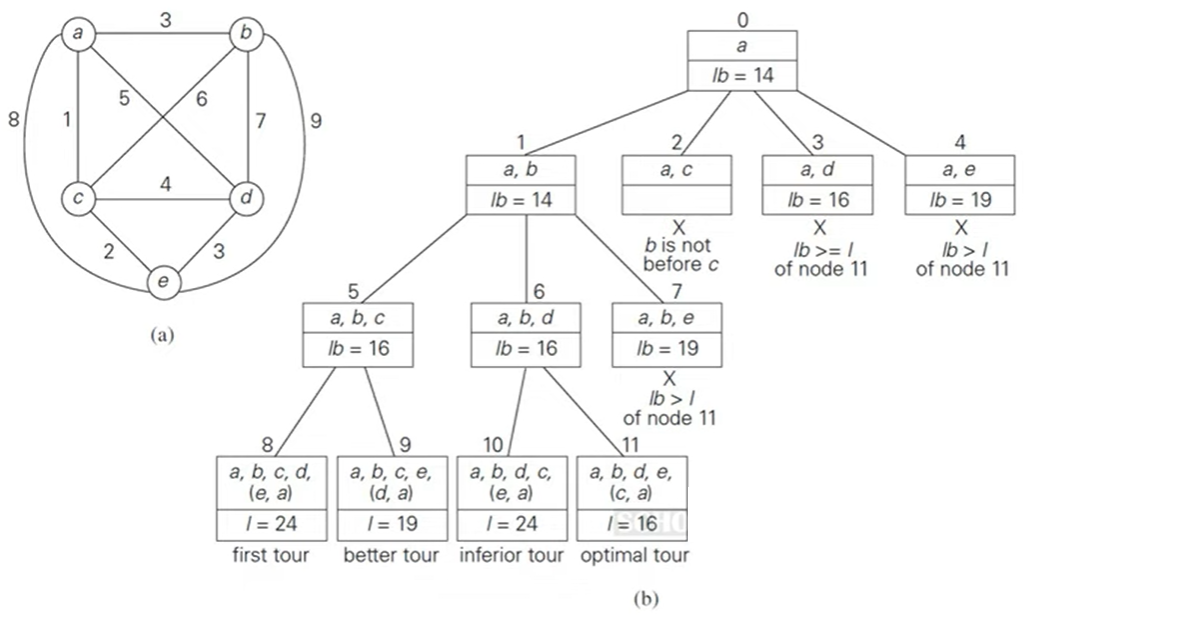 3
a
b
8
1
5
6
7
9
c
4
d
2
3
e
(a)
0
a
lb = 14
1
a, b
lb = 14
2
a, c
X
b is not
before c
3
a, d
lb = 16
X
lb >= l
of node 11
4
a, e
lb = 19
X
lb > l
of node 11
5
a, b, c
lb = 16
6
a, b, d
lb = 16
7
a, b, e
lb = 19
X
lb > l
of node 11
8
a, b, c, d,
(e, a)
l = 24
first tour
9
a, b, c, e,
(d, a)
l = 19
better tour
10
a, b, d, c,
(e, a)
l = 24
inferior tour
11
a, b, d, e,
(c, a)
l = 16
optimal tour
(b)